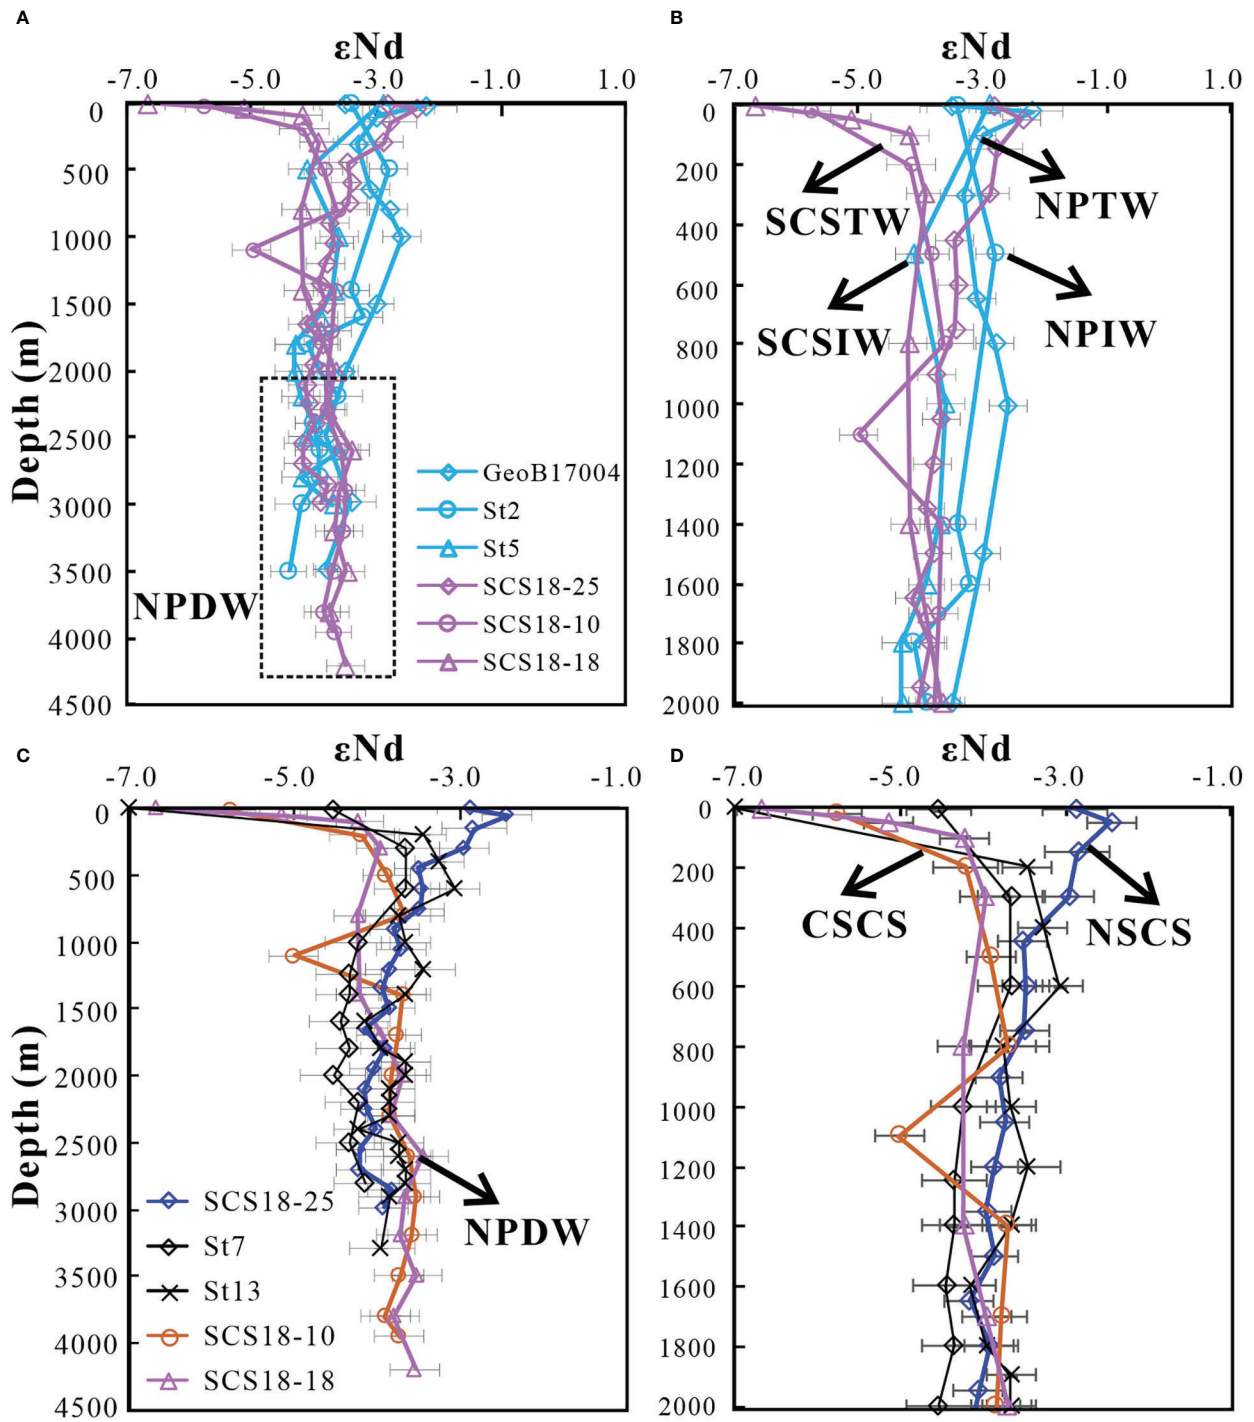 A
εNd
-7.0 -5.0 -3.0 -1.0 1.0
0
500
1000
1500
2000
2500
3000
3500
4000
4500
Depth (m)
GeoB17004
St2
St5
SCS18-25
SCS18-10
SCS18-18
NPDW
B
εNd
-7.0 -5.0 -3.0 -1.0 1.0
0
200
400
600
800
1000
1200
1400
1600
1800
2000
SCSTW
NPTW
SCSIW
NPIW
C
εNd
-7.0 -5.0 -3.0 -1.0
0
500
1000
1500
2000
2500
3000
3500
4000
4500
Depth (m)
NPDW
SCS18-25
St7
St13
SCS18-10
SCS18-18
D
εNd
-7.0 -5.0 -3.0 -1.0
0
200
400
600
800
1000
1200
1400
1600
1800
2000
CSCS
NSCS